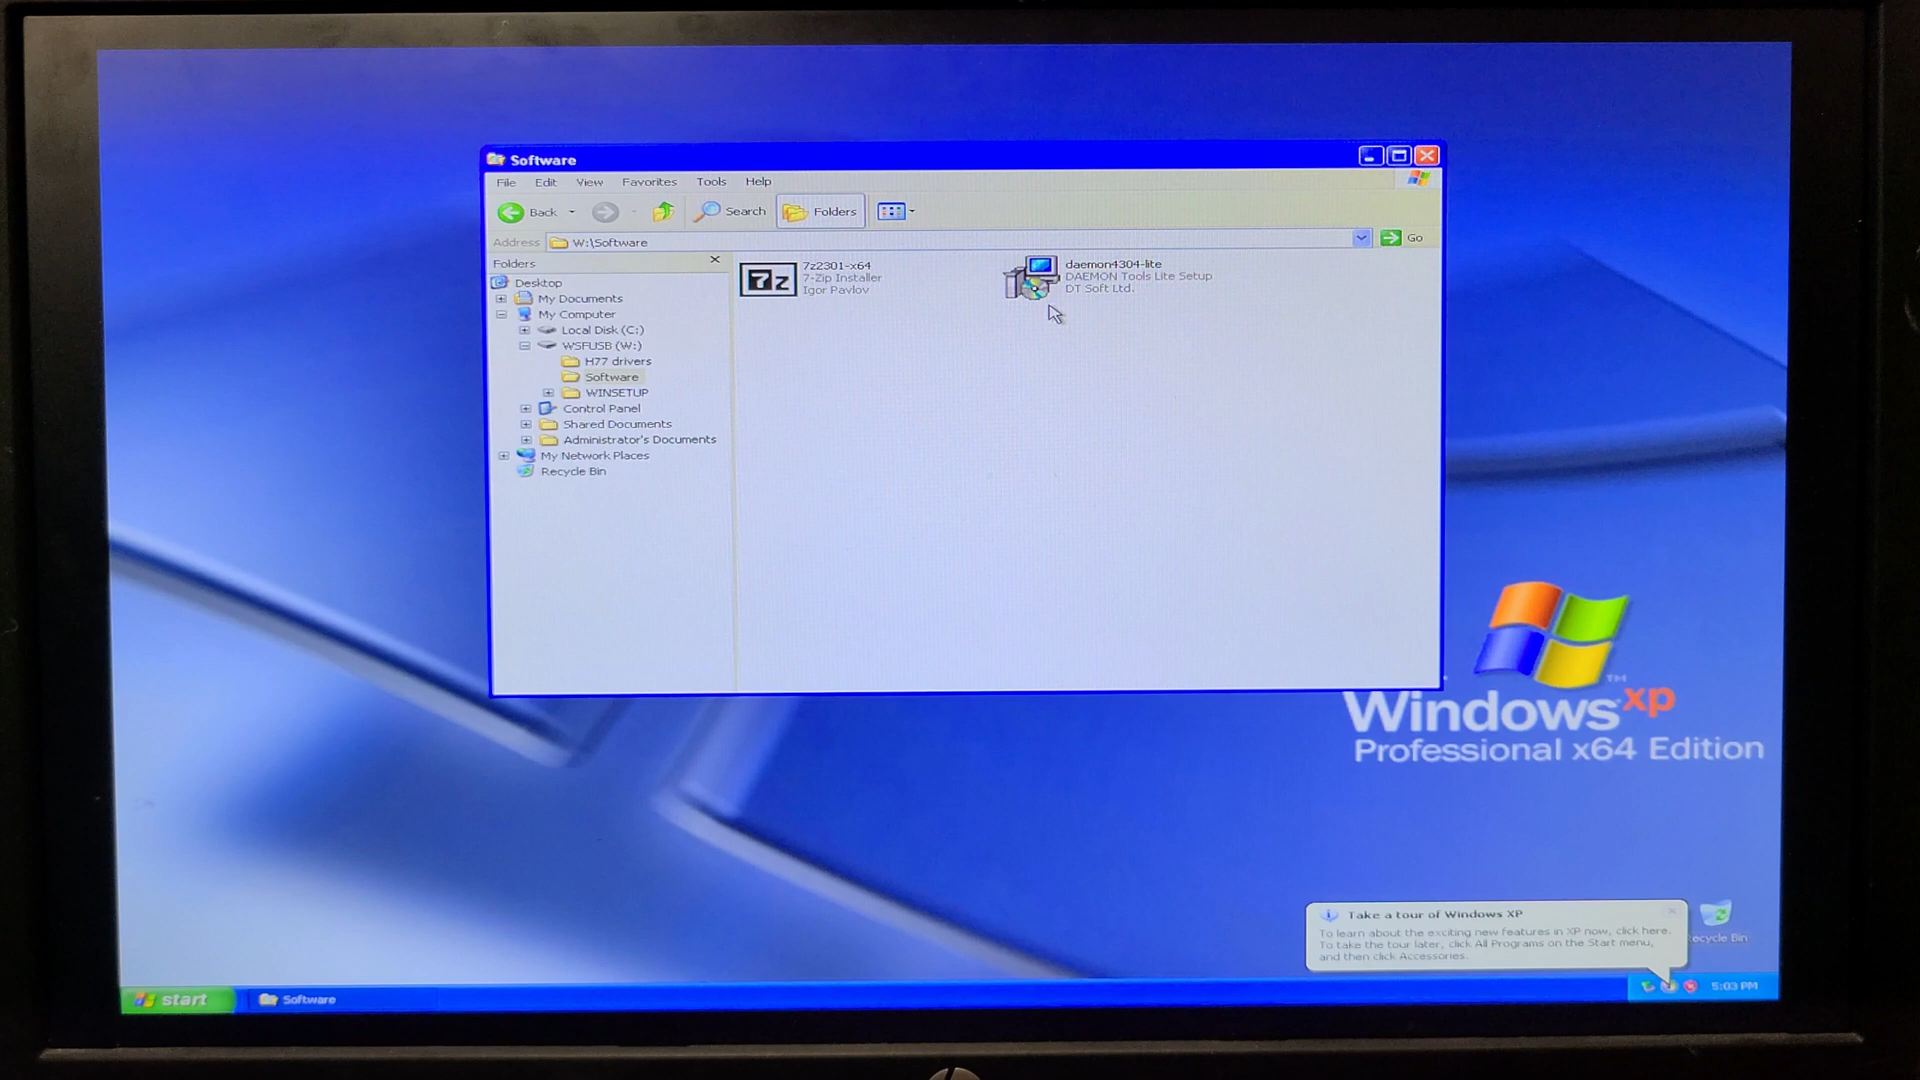 Software
File Edit View Favorites Tools Help
Back Search Folders
Address W:\Software Go
Folders
Desktop
My Documents
My Computer
Local Disk (C:)
WSFUSB (W:)
H77 drivers
Software
WINSETUP
Control Panel
Shared Documents
Administrator's Documents
My Network Places
Recycle Bin
7z
7z2301-x64
7-Zip Installer
Igor Pavlov
daemon4304-lite
DAEMON Tools Lite Setup
DT Soft Ltd.
Windows xp TM
Professional x64 Edition
Take a tour of Windows XP
To learn about the exciting new features in XP now, click here.
To take the tour later, click All Programs on the Start menu,
and then click Accessories.
ecycle Bin
start Software 5:03 PM